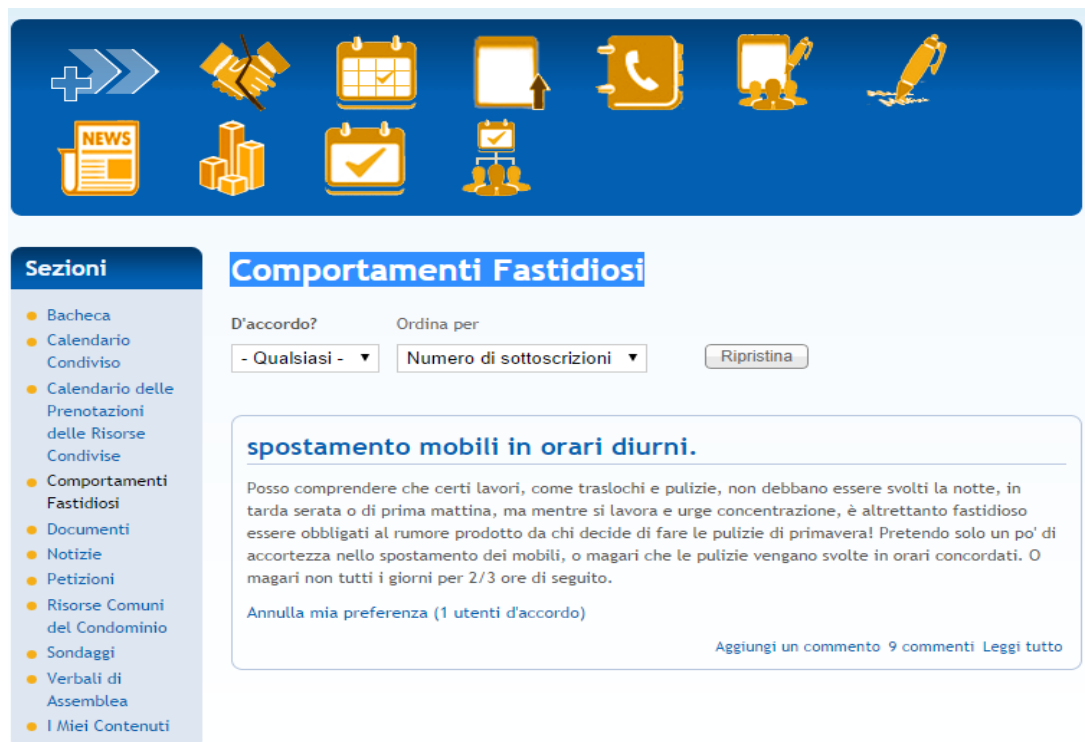 NEWS
Sezioni
Bacheca
Calendario
Condiviso
Calendario delle
Prenotazioni
delle Risorse
Condivise
Comportamenti
Fastidiosi
Documenti
Notizie
Petizioni
Risorse Comuni
del Condominio
Sondaggi
Verbali di
Assemblea
I Miei Contenuti
Comportamenti Fastidiosi
D'accordo?
Ordina per
- Qualsiasi -
Numero di sottoscrizioni
Ripristina
spostamento mobili in orari diurni.
Posso comprendere che certi lavori, come traslochi e pulizie, non debbano essere svolti la notte, in
tarda serata o di prima mattina, ma mentre si lavora e urge concentrazione, è altrettanto fastidioso
essere obbligati al rumore prodotto da chi decide di fare le pulizie di primavera! Pretendo solo un po' di
accortezza nello spostamento dei mobili, o magari che le pulizie vengano svolte in orari concordati. O
magari non tutti i giorni per 2/3 ore di seguito.
Annulla mia preferenza (1 utenti d'accordo)
Aggiungi un commento 9 commenti Leggi tutto